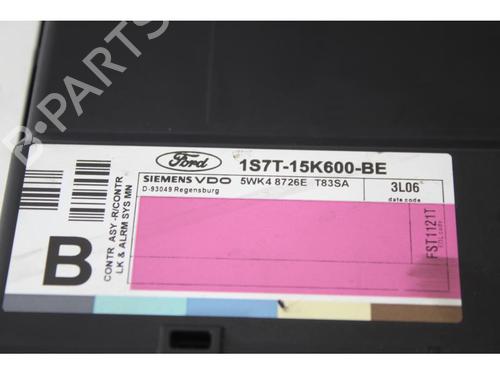 Ford
1S7T-15K600-BE
SIEMENS VDO
5WK4 8726E T83SA
D-93049 Regensburg
3L06
date code
FST1121T
CONTR ASY -R/CONTR
LK & ALRM SYS MN
B
B-PARTS